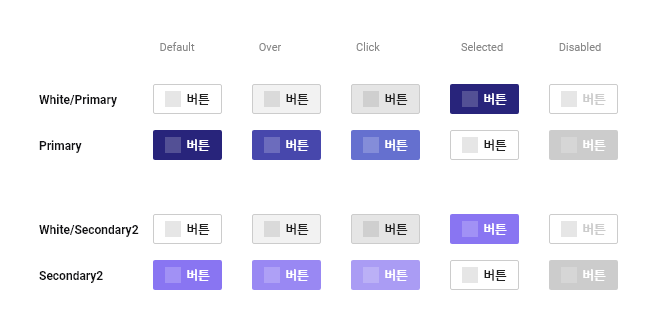 Default Over Click Selected Disabled
White/Primary 버튼 버튼 버튼 버튼 버튼
Primary 버튼 버튼 버튼 버튼 버튼
White/Secondary2 버튼 버튼 버튼 버튼 버튼
Secondary2 버튼 버튼 버튼 버튼 버튼